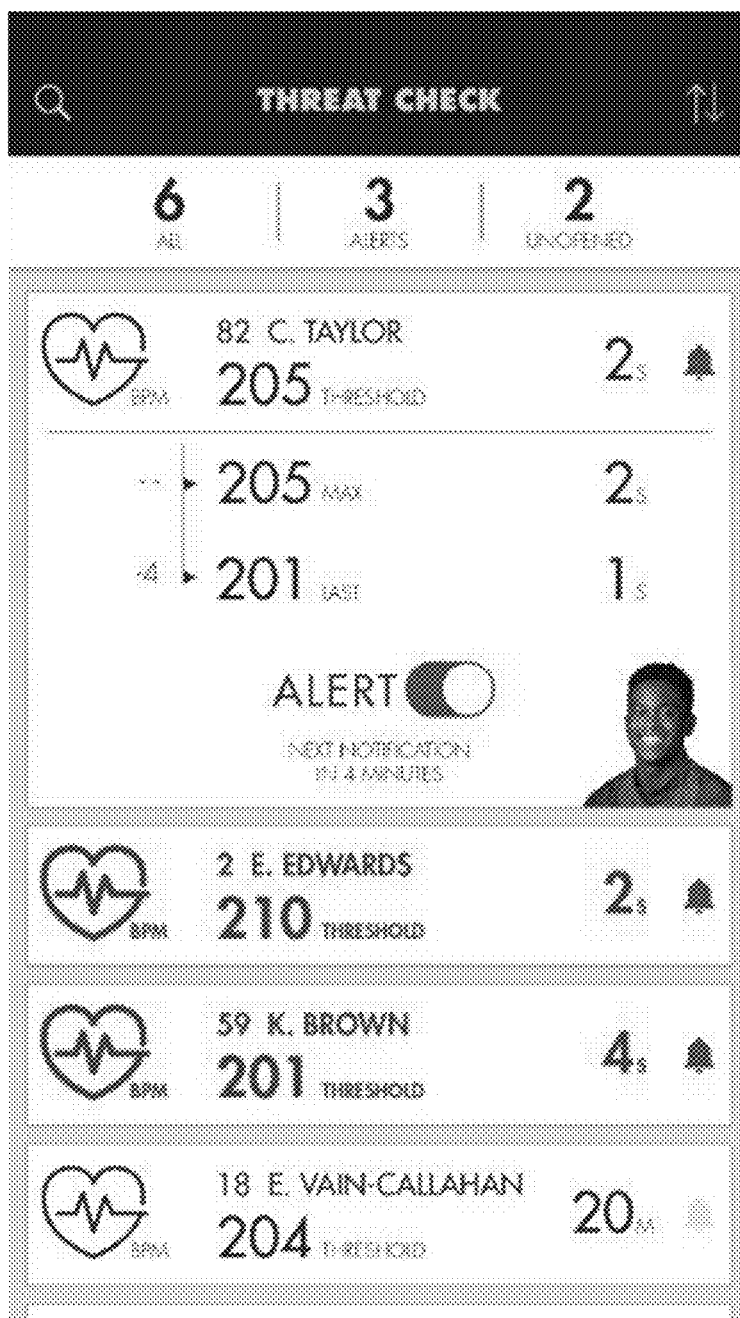 THREAT CHECK
6 | 3 | 2
ALL ALERTS UNOPENED
82 C. TAYLOR
BPM 205 THRESHOLD 2S
-- 205 MAX 2S
-4 201 LAST 1S
ALERT
NEXT NOTIFICATION
IN 4 MINUTES
2 E. EDWARDS
BPM 210 THRESHOLD 2S
59 K. BROWN
BPM 201 THRESHOLD 4S
18 E. VAIN-CALLAHAN
BPM 204 THRESHOLD 20M